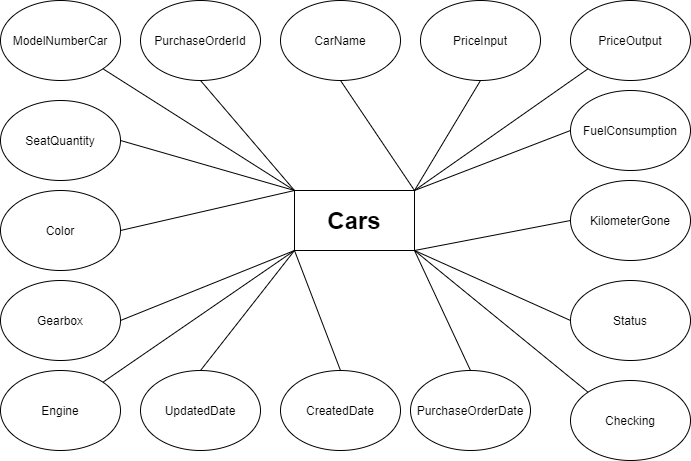 ModelNumberCar
PurchaseOrderId
CarName
PriceInput
PriceOutput
SeatQuantity
FuelConsumption
Color
Cars
KilometerGone
Gearbox
Status
Engine
UpdatedDate
CreatedDate
PurchaseOrderDate
Checking